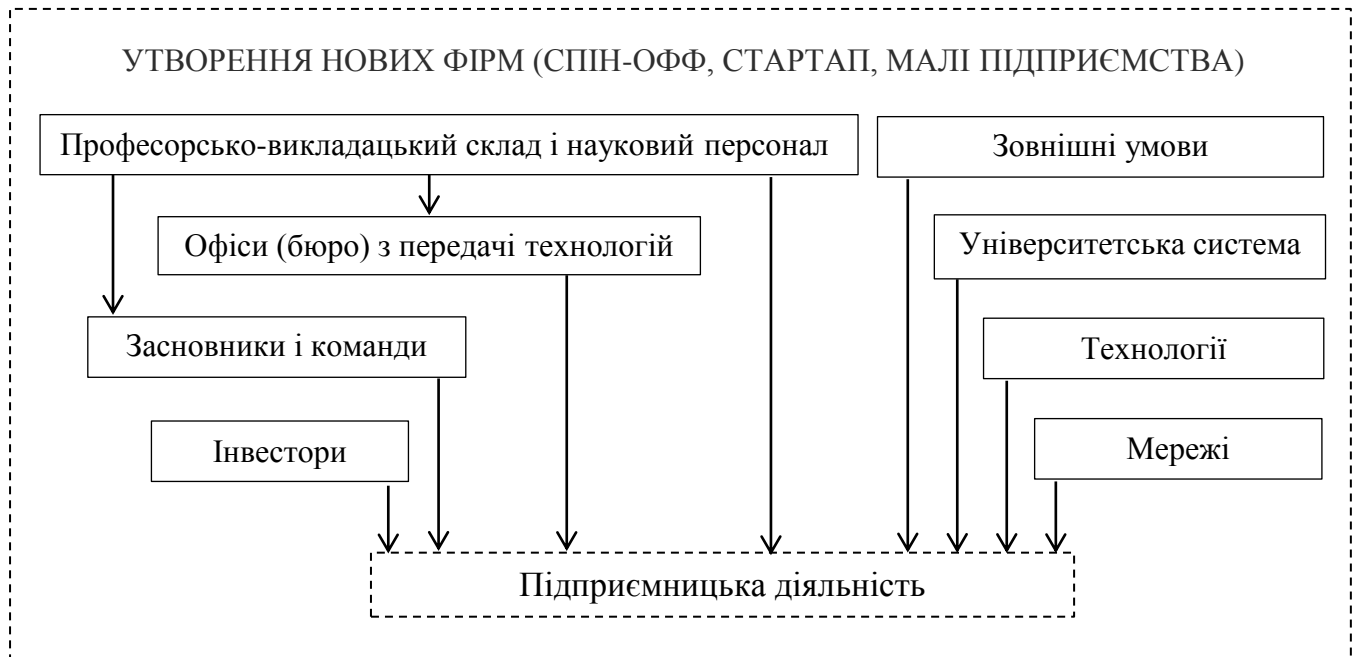 УТВОРЕННЯ НОВИХ ФІРМ (СПІН-ОФФ, СТАРТАП, МАЛІ ПІДПРИЄМСТВА)
Професорсько-викладацький склад і науковий персонал
Зовнішні умови
Офіси (бюро) з передачі технологій
Університетська система
Засновники і команди
Технології
Інвестори
Мережі
Підприємницька діяльність